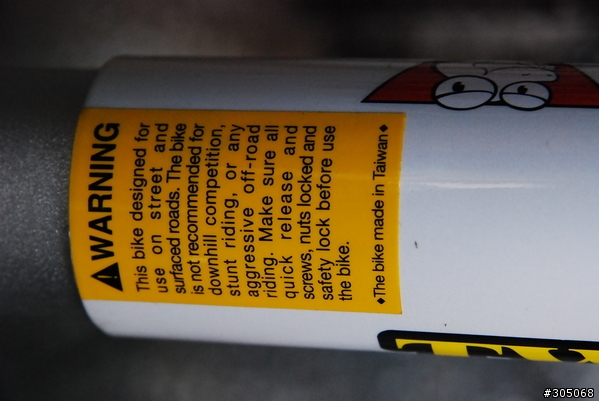 ⚠WARNING
This bike designed for
use on street and
surfaced roads. The bike
is not recommended for
downhill competition,
stunt riding, or any
aggressive off-road
riding. Make sure all
quick release and
screws, nuts locked and
safety lock before use
the bike.
◆The bike made in Taiwan◆
#305068